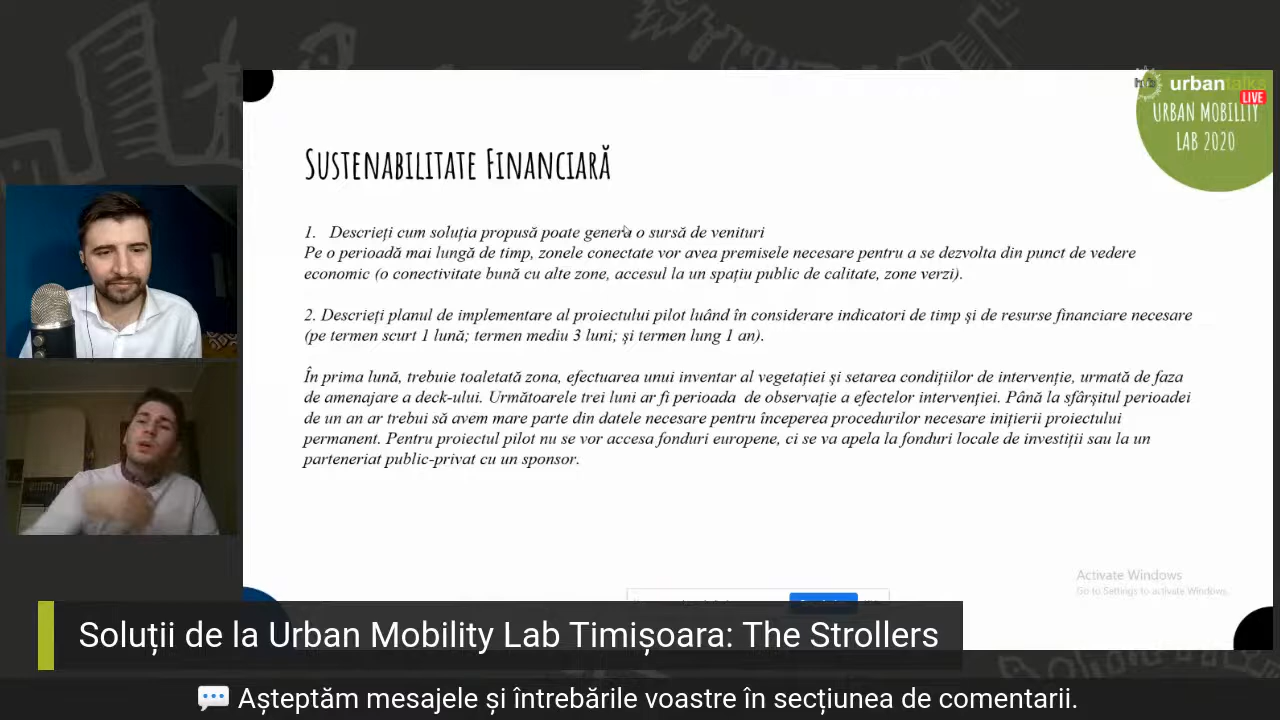 hub urbantalks
LIVE
URBAN MOBILITY
LAB 2020
SUSTENABILITATE FINANCIARĂ
1. Descrieți cum soluția propusă poate genera o sursă de venituri
Pe o perioadă mai lungă de timp, zonele conectate vor avea premisele necesare pentru a se dezvolta din punct de vedere
economic (o conectivitate bună cu alte zone, accesul la un spațiu public de calitate, zone verzi).
2. Descrieți planul de implementare al proiectului pilot luând în considerare indicatori de timp și de resurse financiare necesare
(pe termen scurt 1 lună; termen mediu 3 luni; și termen lung 1 an).
În prima lună, trebuie toaletată zona, efectuarea unui inventar al vegetației și setarea condițiilor de intervenție, urmată de faza
de amenajare a deck-ului. Următoarele trei luni ar fi perioada de observație a efectelor intervenției. Până la sfârșitul perioadei
de un an ar trebui să avem mare parte din datele necesare pentru începerea procedurilor necesare inițierii proiectului
permanent. Pentru proiectul pilot nu se vor accesa fonduri europene, ci se va apela la fonduri locale de investiții sau la un
parteneriat public-privat cu un sponsor.
Activate Windows
Go to Settings to activate Windows.
Soluții de la Urban Mobility Lab Timișoara: The Strollers
Așteptăm mesajele și întrebările voastre în secțiunea de comentarii.